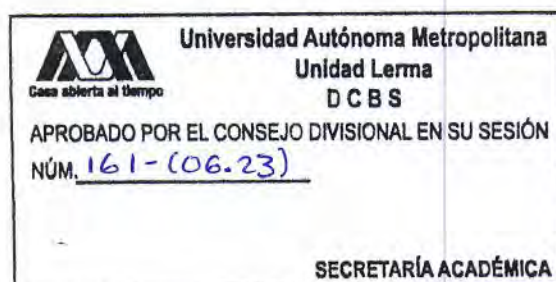 Universidad Autónoma Metropolitana
Casa abierta al tiempo
Unidad Lerma
D C B S
APROBADO POR EL CONSEJO DIVISIONAL EN SU SESIÓN
NÚM. 161-(06.23)
SECRETARÍA ACADÉMICA